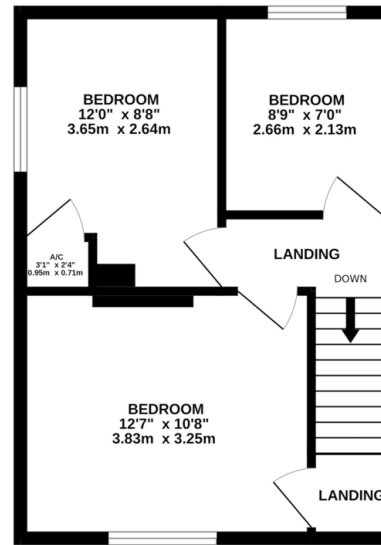 BEDROOM
12'0" x 8'8"
3.65m x 2.64m
BEDROOM
8'9" x 7'0"
2.66m x 2.13m
A/C
3'1" x 2'4"
0.95m x 0.71m
LANDING
DOWN
BEDROOM
12'7" x 10'8"
3.83m x 3.25m
LANDING